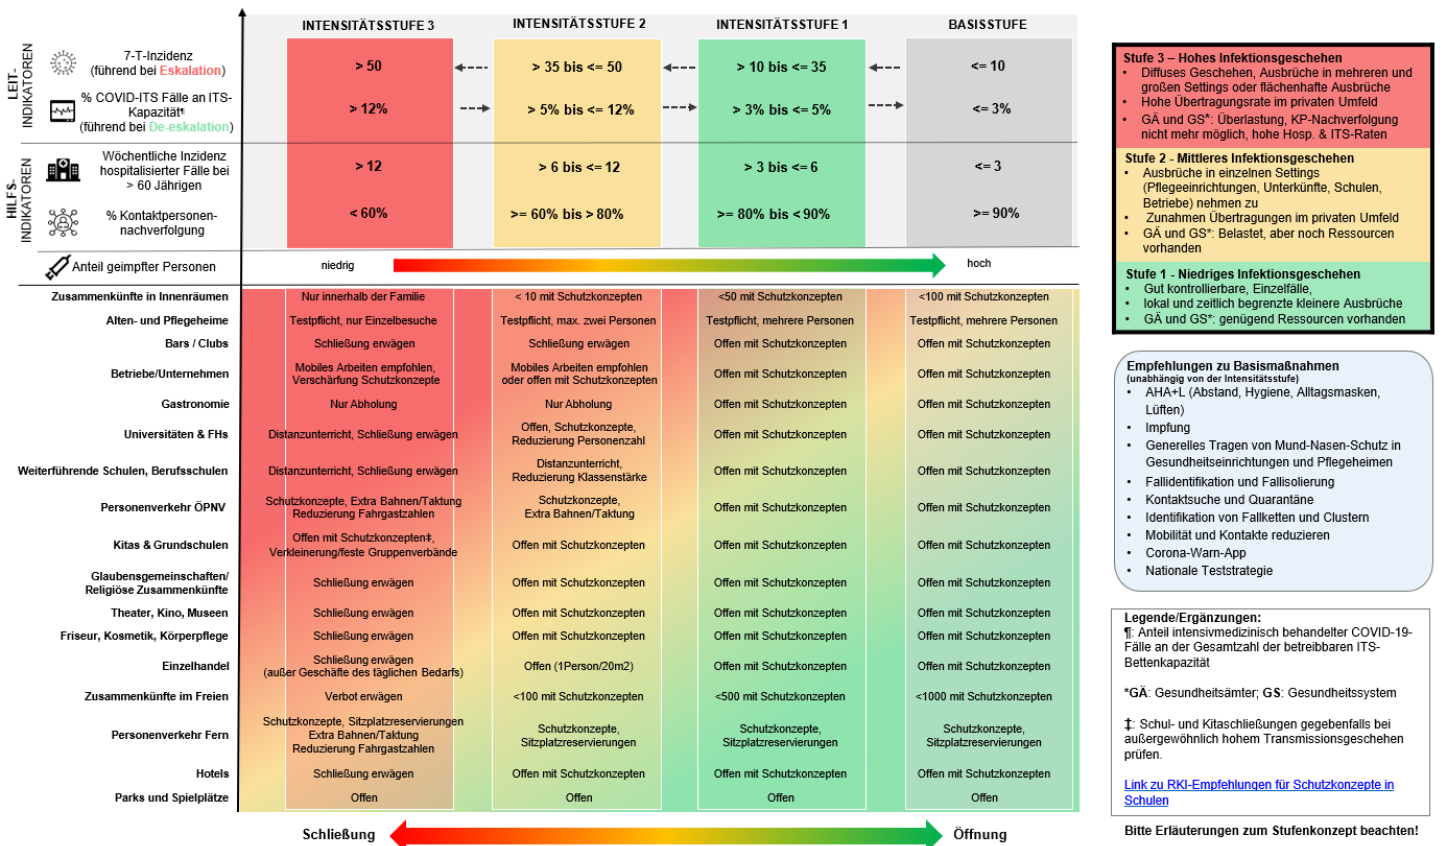 INTENSITÄTSSTUFE 3
INTENSITÄTSSTUFE 2
INTENSITÄTSSTUFE 1
BASISSTUFE
LEIT-
INDIKATOREN
7-T-Inzidenz
(führend bei Eskalation)
> 50
> 35 bis <= 50
> 10 bis <= 35
<= 10
% COVID-ITS Fälle an ITS-
Kapazität¶
(führend bei De-eskalation)
> 12%
> 5% bis <= 12%
> 3% bis <= 5%
<= 3%
HILFS-
INDIKATOREN
Wöchentliche Inzidenz
hospitalisierter Fälle bei
> 60 Jährigen
> 12
> 6 bis <= 12
> 3 bis <= 6
<= 3
% Kontaktpersonen-
nachverfolgung
< 60%
>= 60% bis > 80%
>= 80% bis < 90%
>= 90%
Anteil geimpfter Personen
niedrig
hoch
Zusammenkünfte in Innenräumen
Nur innerhalb der Familie
< 10 mit Schutzkonzepten
<50 mit Schutzkonzepten
<100 mit Schutzkonzepten
Alten- und Pflegeheime
Testpflicht, nur Einzelbesuche
Testpflicht, max. zwei Personen
Testpflicht, mehrere Personen
Testpflicht, mehrere Personen
Bars / Clubs
Schließung erwägen
Schließung erwägen
Offen mit Schutzkonzepten
Offen mit Schutzkonzepten
Betriebe/Unternehmen
Mobiles Arbeiten empfohlen,
Verschärfung Schutzkonzepte
Mobiles Arbeiten empfohlen
oder offen mit Schutzkonzepten
Offen mit Schutzkonzepten
Offen mit Schutzkonzepten
Gastronomie
Nur Abholung
Nur Abholung
Offen mit Schutzkonzepten
Offen mit Schutzkonzepten
Universitäten & FHs
Distanzunterricht, Schließung erwägen
Offen, Schutzkonzepte,
Reduzierung Personenzahl
Offen mit Schutzkonzepten
Offen mit Schutzkonzepten
Weiterführende Schulen, Berufsschulen
Distanzunterricht, Schließung erwägen
Distanzunterricht,
Reduzierung Klassenstärke
Offen mit Schutzkonzepten
Offen mit Schutzkonzepten
Personenverkehr ÖPNV
Schutzkonzepte, Extra Bahnen/Taktung
Reduzierung Fahrgastzahlen
Schutzkonzepte,
Extra Bahnen/Taktung
Offen mit Schutzkonzepten
Offen mit Schutzkonzepten
Kitas & Grundschulen
Offen mit Schutzkonzepten‡,
Verkleinerung/feste Gruppenverbände
Offen mit Schutzkonzepten
Offen mit Schutzkonzepten
Offen mit Schutzkonzepten
Glaubensgemeinschaften/
Religiöse Zusammenkünfte
Schließung erwägen
Offen mit Schutzkonzepten
Offen mit Schutzkonzepten
Offen mit Schutzkonzepten
Theater, Kino, Museen
Schließung erwägen
Offen mit Schutzkonzepten
Offen mit Schutzkonzepten
Offen mit Schutzkonzepten
Friseur, Kosmetik, Körperpflege
Schließung erwägen
Offen mit Schutzkonzepten
Offen mit Schutzkonzepten
Offen mit Schutzkonzepten
Einzelhandel
Schließung erwägen
(außer Geschäfte des täglichen Bedarfs)
Offen (1Person/20m2)
Offen mit Schutzkonzepten
Offen mit Schutzkonzepten
Zusammenkünfte im Freien
Verbot erwägen
<100 mit Schutzkonzepten
<500 mit Schutzkonzepten
<1000 mit Schutzkonzepten
Personenverkehr Fern
Schutzkonzepte, Sitzplatzreservierungen
Extra Bahnen/Taktung
Reduzierung Fahrgastzahlen
Schutzkonzepte,
Sitzplatzreservierungen
Schutzkonzepte,
Sitzplatzreservierungen
Schutzkonzepte,
Sitzplatzreservierungen
Hotels
Schließung erwägen
Offen mit Schutzkonzepten
Offen mit Schutzkonzepten
Offen mit Schutzkonzepten
Parks und Spielplätze
Offen
Offen
Offen
Offen
Schließung
Öffnung
Stufe 3 – Hohes Infektionsgeschehen
• Diffuses Geschehen, Ausbrüche in mehreren und
großen Settings oder flächenhafte Ausbrüche
• Hohe Übertragungsrate im privaten Umfeld
• GÄ und GS*: Überlastung, KP-Nachverfolgung
nicht mehr möglich, hohe Hosp. & ITS-Raten
Stufe 2 - Mittleres Infektionsgeschehen
• Ausbrüche in einzelnen Settings
(Pflegeeinrichtungen, Unterkünfte, Schulen,
Betriebe) nehmen zu
• Zunahmen Übertragungen im privaten Umfeld
• GÄ und GS*: Belastet, aber noch Ressourcen
vorhanden
Stufe 1 - Niedriges Infektionsgeschehen
• Gut kontrollierbare, Einzelfälle,
• lokal und zeitlich begrenzte kleinere Ausbrüche
• GÄ und GS*: genügend Ressourcen vorhanden
Empfehlungen zu Basismaßnahmen
(unabhängig von der Intensitätsstufe)
• AHA+L (Abstand, Hygiene, Alltagsmasken,
Lüften)
• Impfung
• Generelles Tragen von Mund-Nasen-Schutz in
Gesundheitseinrichtungen und Pflegeheimen
• Fallidentifikation und Fallisolierung
• Kontaktsuche und Quarantäne
• Identifikation von Fallketten und Clustern
• Mobilität und Kontakte reduzieren
• Corona-Warn-App
• Nationale Teststrategie
Legende/Ergänzungen:
¶: Anteil intensivmedizinisch behandelter COVID-19-
Fälle an der Gesamtzahl der betreibbaren ITS-
Bettenkapazität
*GÄ: Gesundheitsämter; GS: Gesundheitssystem
‡: Schul- und Kitaschließungen gegebenfalls bei
außergewöhnlich hohem Transmissionsgeschehen
prüfen.
Link zu RKI-Empfehlungen für Schutzkonzepte in
Schulen
Bitte Erläuterungen zum Stufenkonzept beachten!